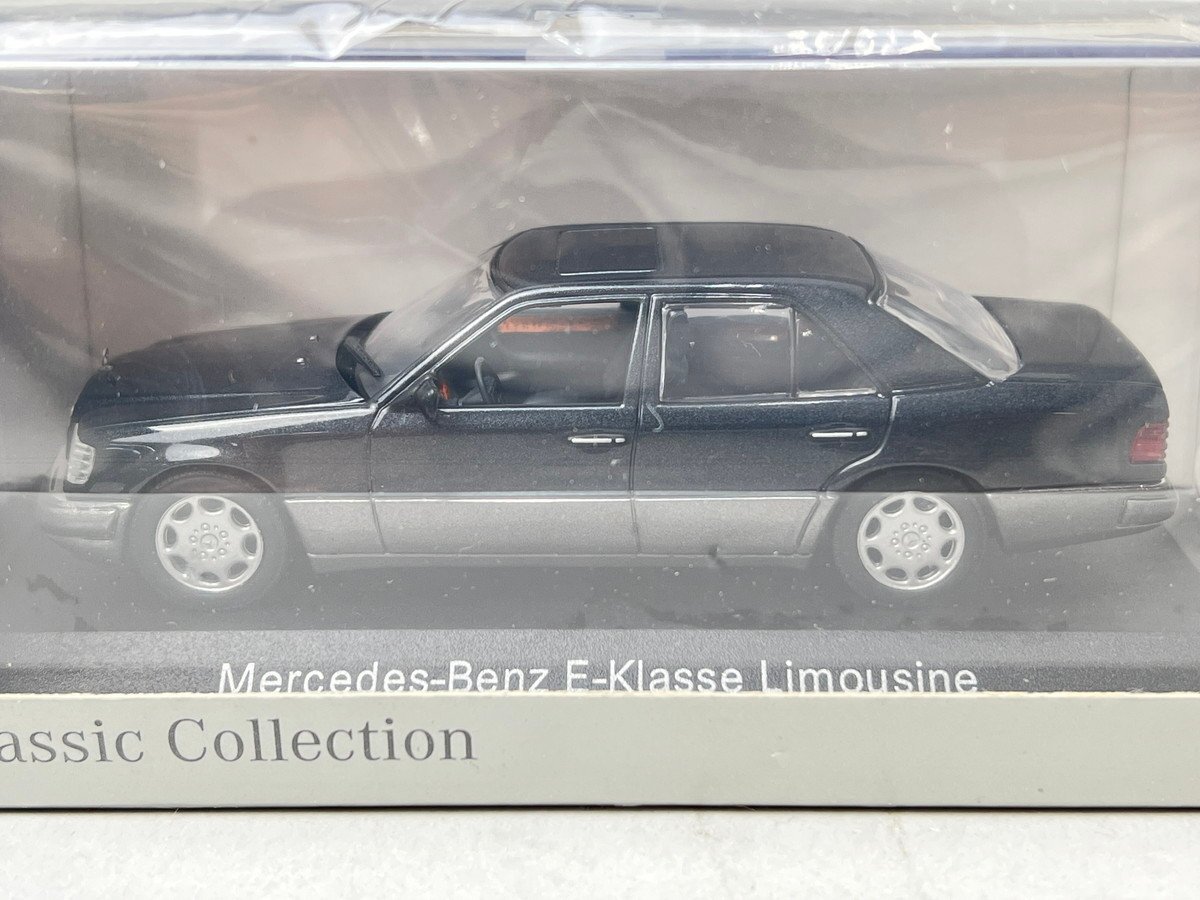 Mercedes-Benz E-Klasse Limousine
assic Collection